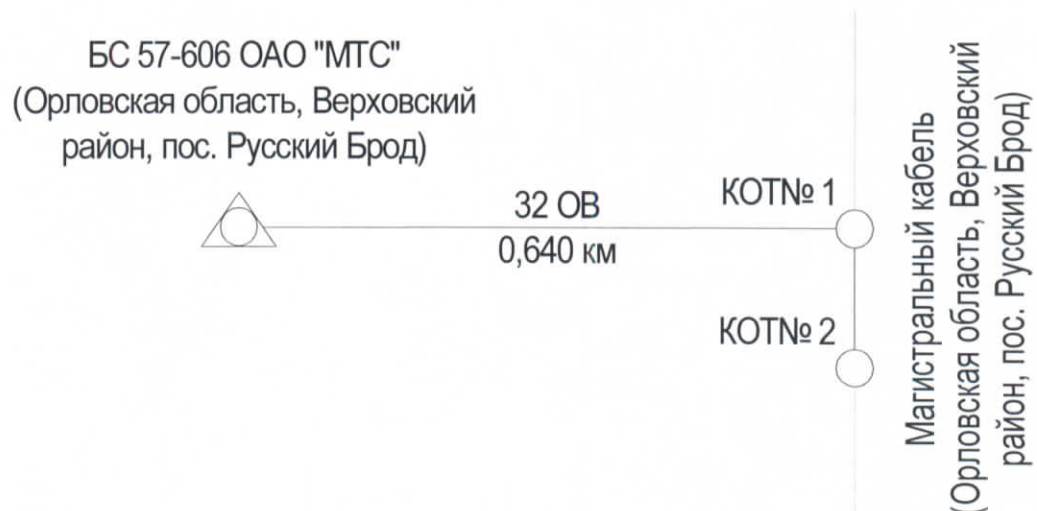 БС 57-606 ОАО "МТС"
(Орловская область, Верховский
район, пос. Русский Брод)
32 ОВ
0,640 км
КОТ№ 1
КОТ№ 2
Магистральный кабель
(Орловская область, Верховский
район, пос. Русский Брод)